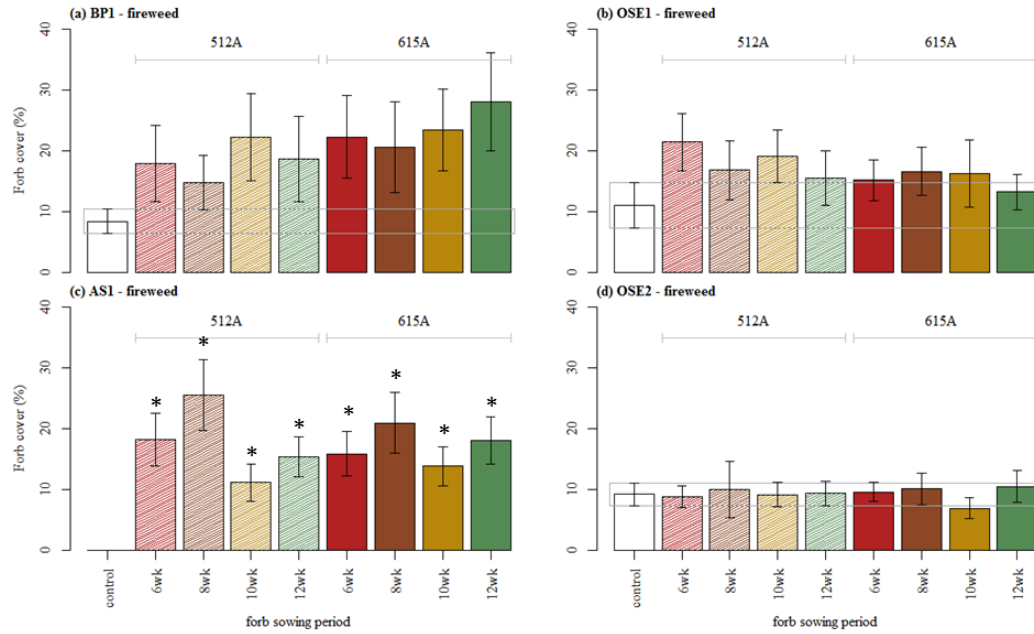 (a) BP1 - fireweed
Forb cover (%)
40
30
20
10
0
512A
615A
(b) OSE1 - fireweed
40
30
20
10
0
512A
615A
(c) AS1 - fireweed
Forb cover (%)
40
30
20
10
0
512A
615A
* * * * * * * *
control
6wk
8wk
10wk
12wk
6wk
8wk
10wk
12wk
forb sowing period
(d) OSE2 - fireweed
40
30
20
10
0
512A
615A
control
6wk
8wk
10wk
12wk
6wk
8wk
10wk
12wk
forb sowing period